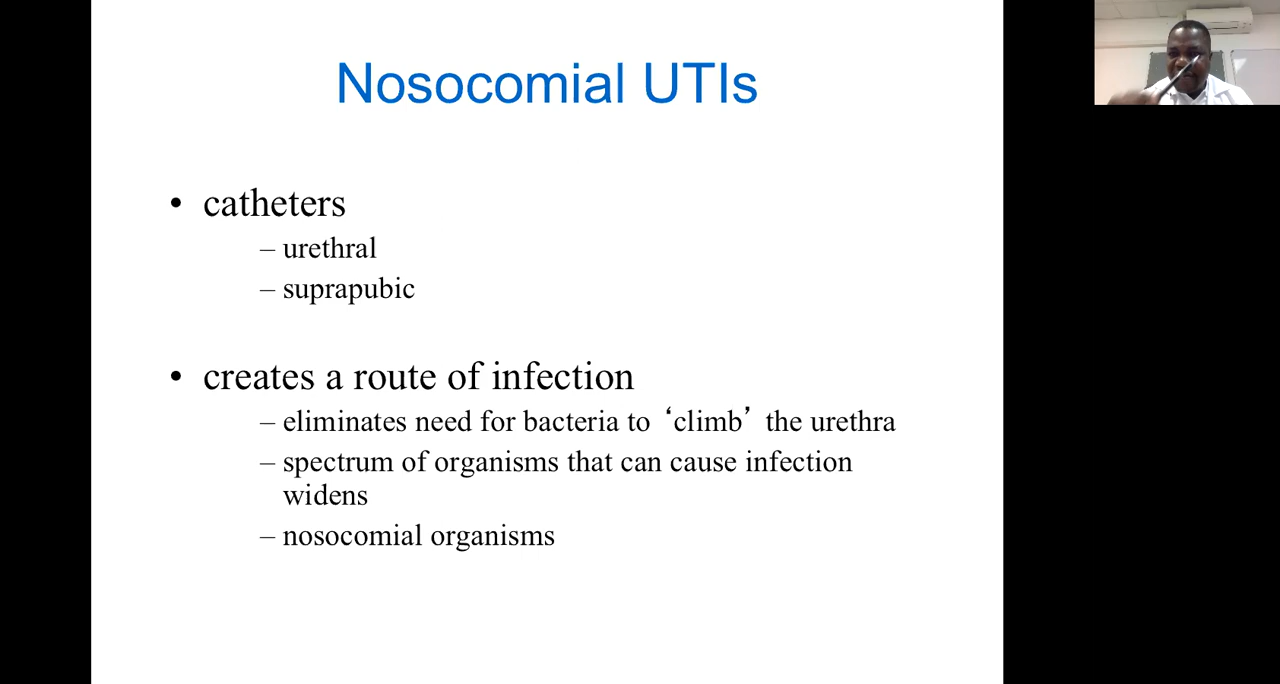 Nosocomial UTIs
• catheters
– urethral
– suprapubic
• creates a route of infection
– eliminates need for bacteria to ‘climb’ the urethra
– spectrum of organisms that can cause infection
widens
– nosocomial organisms